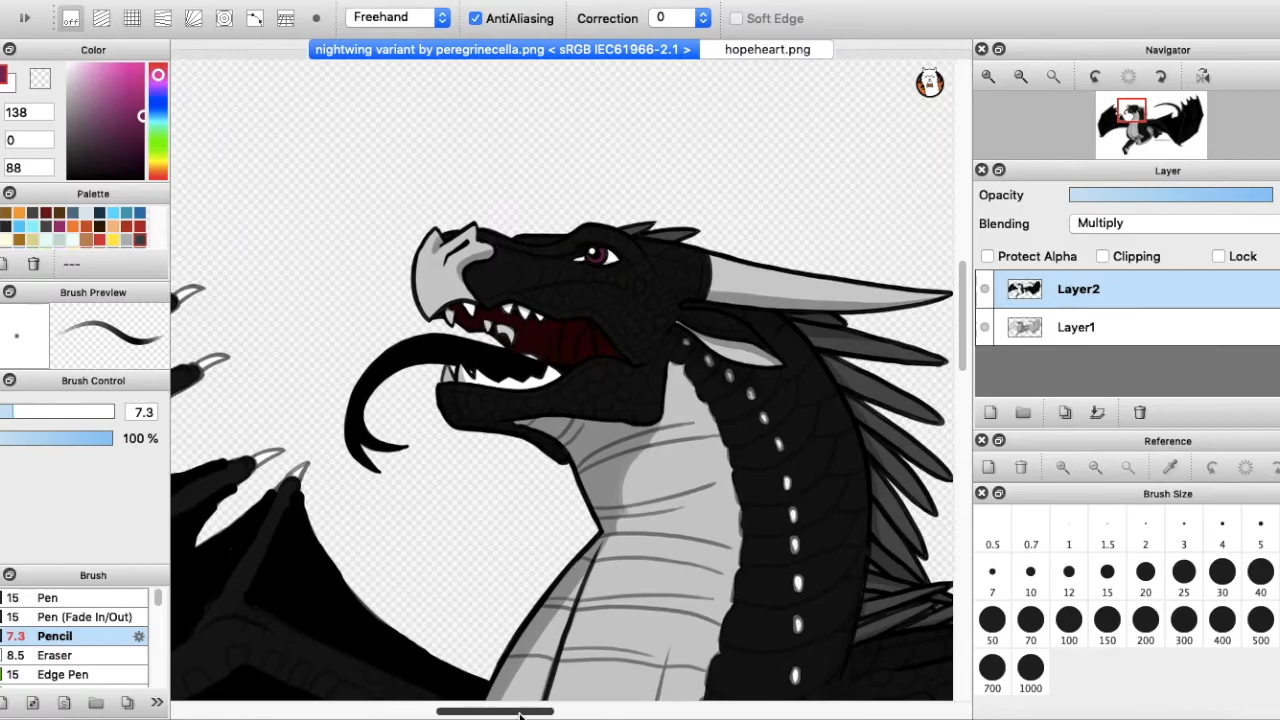 off
Freehand
AntiAliasing
Correction
0
Soft Edge
Color
nightwing variant by peregrinecella.png < sRGB IEC61966-2.1 >
hopeheart.png
Navigator
138
0
88
Layer
Palette
Opacity
Blending
Multiply
Protect Alpha
Clipping
Lock
---
Layer2
Brush Preview
Layer1
Brush Control
7.3
100 %
Reference
Brush Size
0.5
0.7
1
1.5
2
3
4
5
7
10
12
15
20
25
30
40
50
70
100
150
200
300
400
500
700
1000
Brush
15 Pen
15 Pen (Fade In/Out)
7.3 Pencil
8.5 Eraser
15 Edge Pen